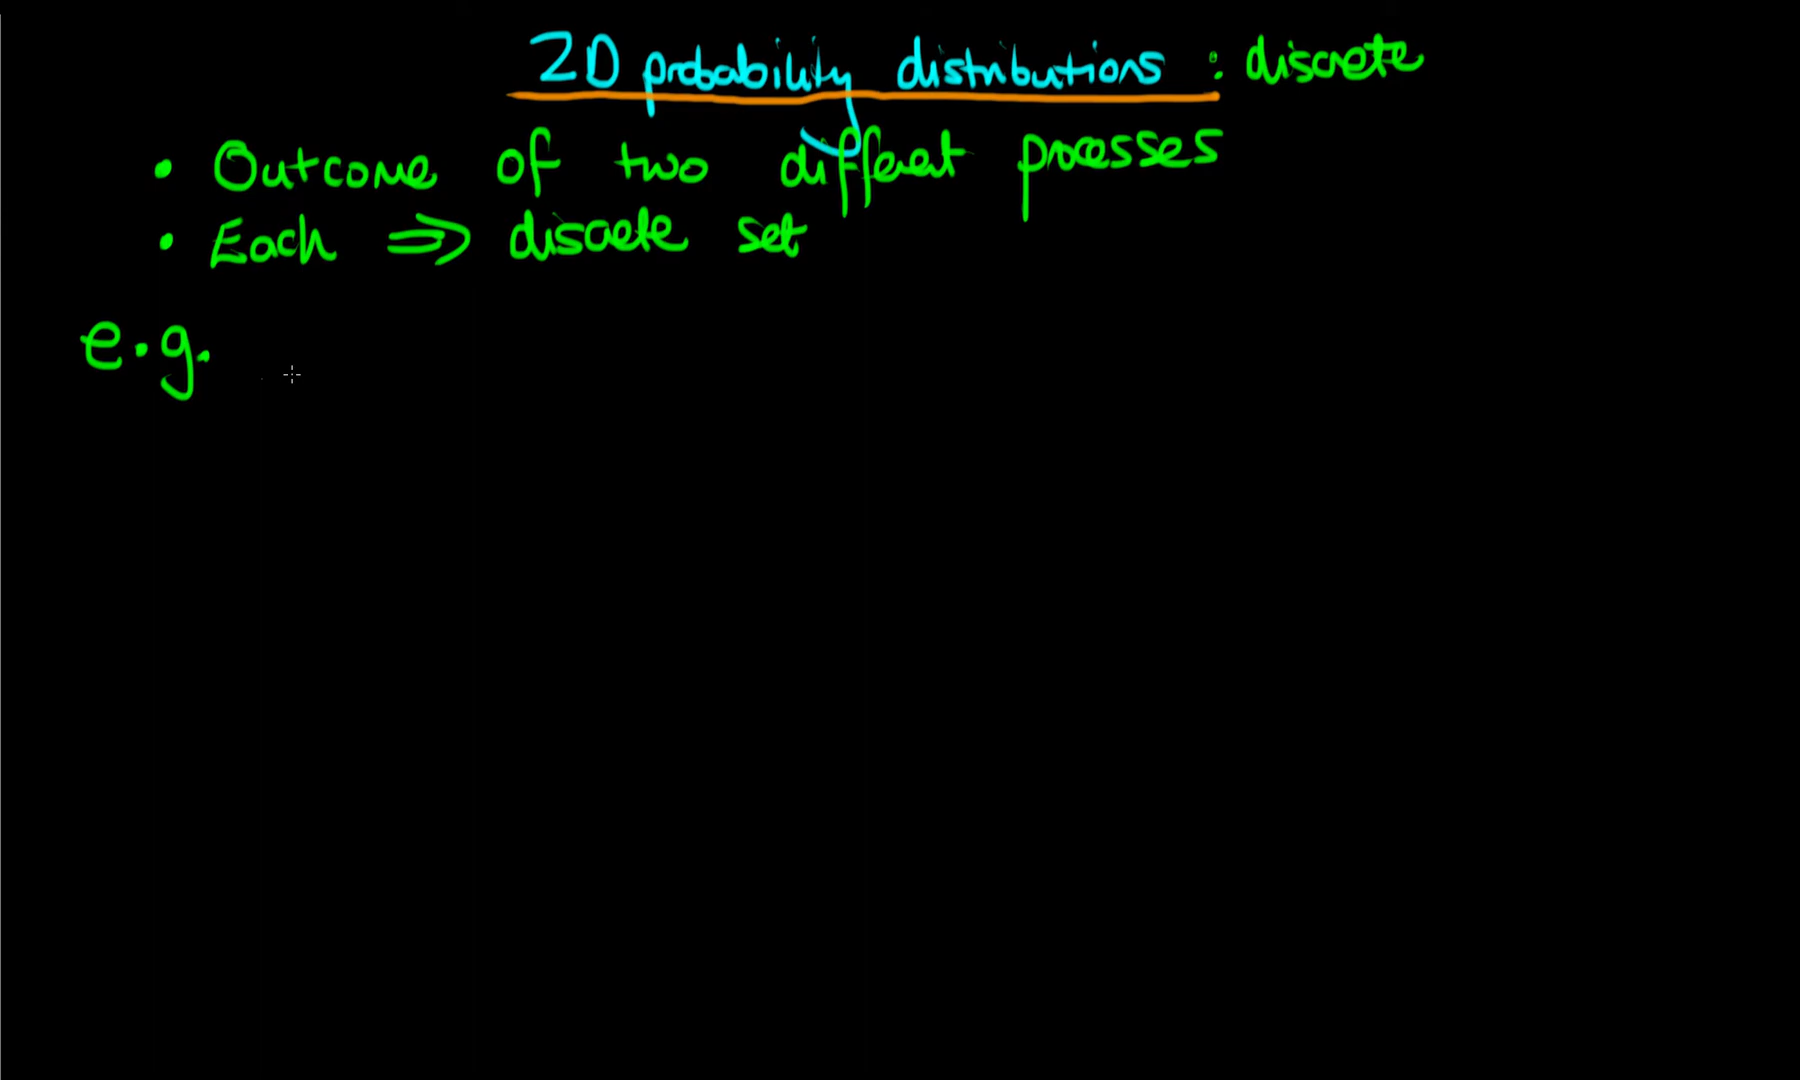 2D probability distributions : discrete
• Outcome of two different processes
• Each ⇒ discrete set
e.g.